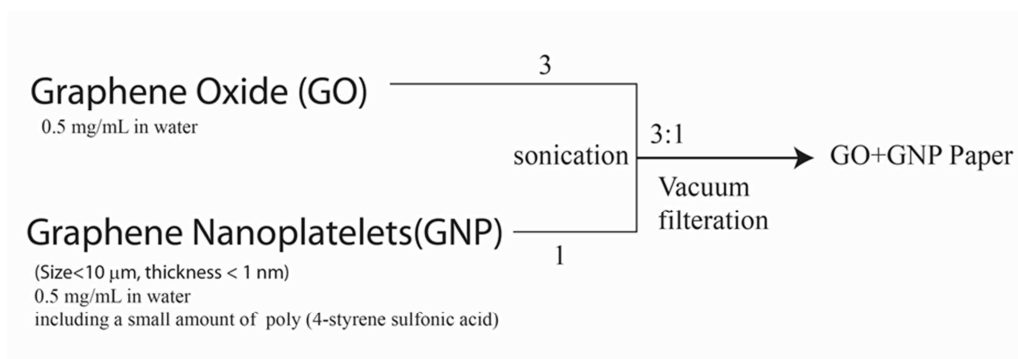 3
Graphene Oxide (GO)
0.5 mg/mL in water
3:1
sonication
GO+GNP Paper
Vacuum
filteration
Graphene Nanoplatelets(GNP)
1
(Size<10 μm, thickness < 1 nm)
0.5 mg/mL in water
including a small amount of poly (4-styrene sulfonic acid)